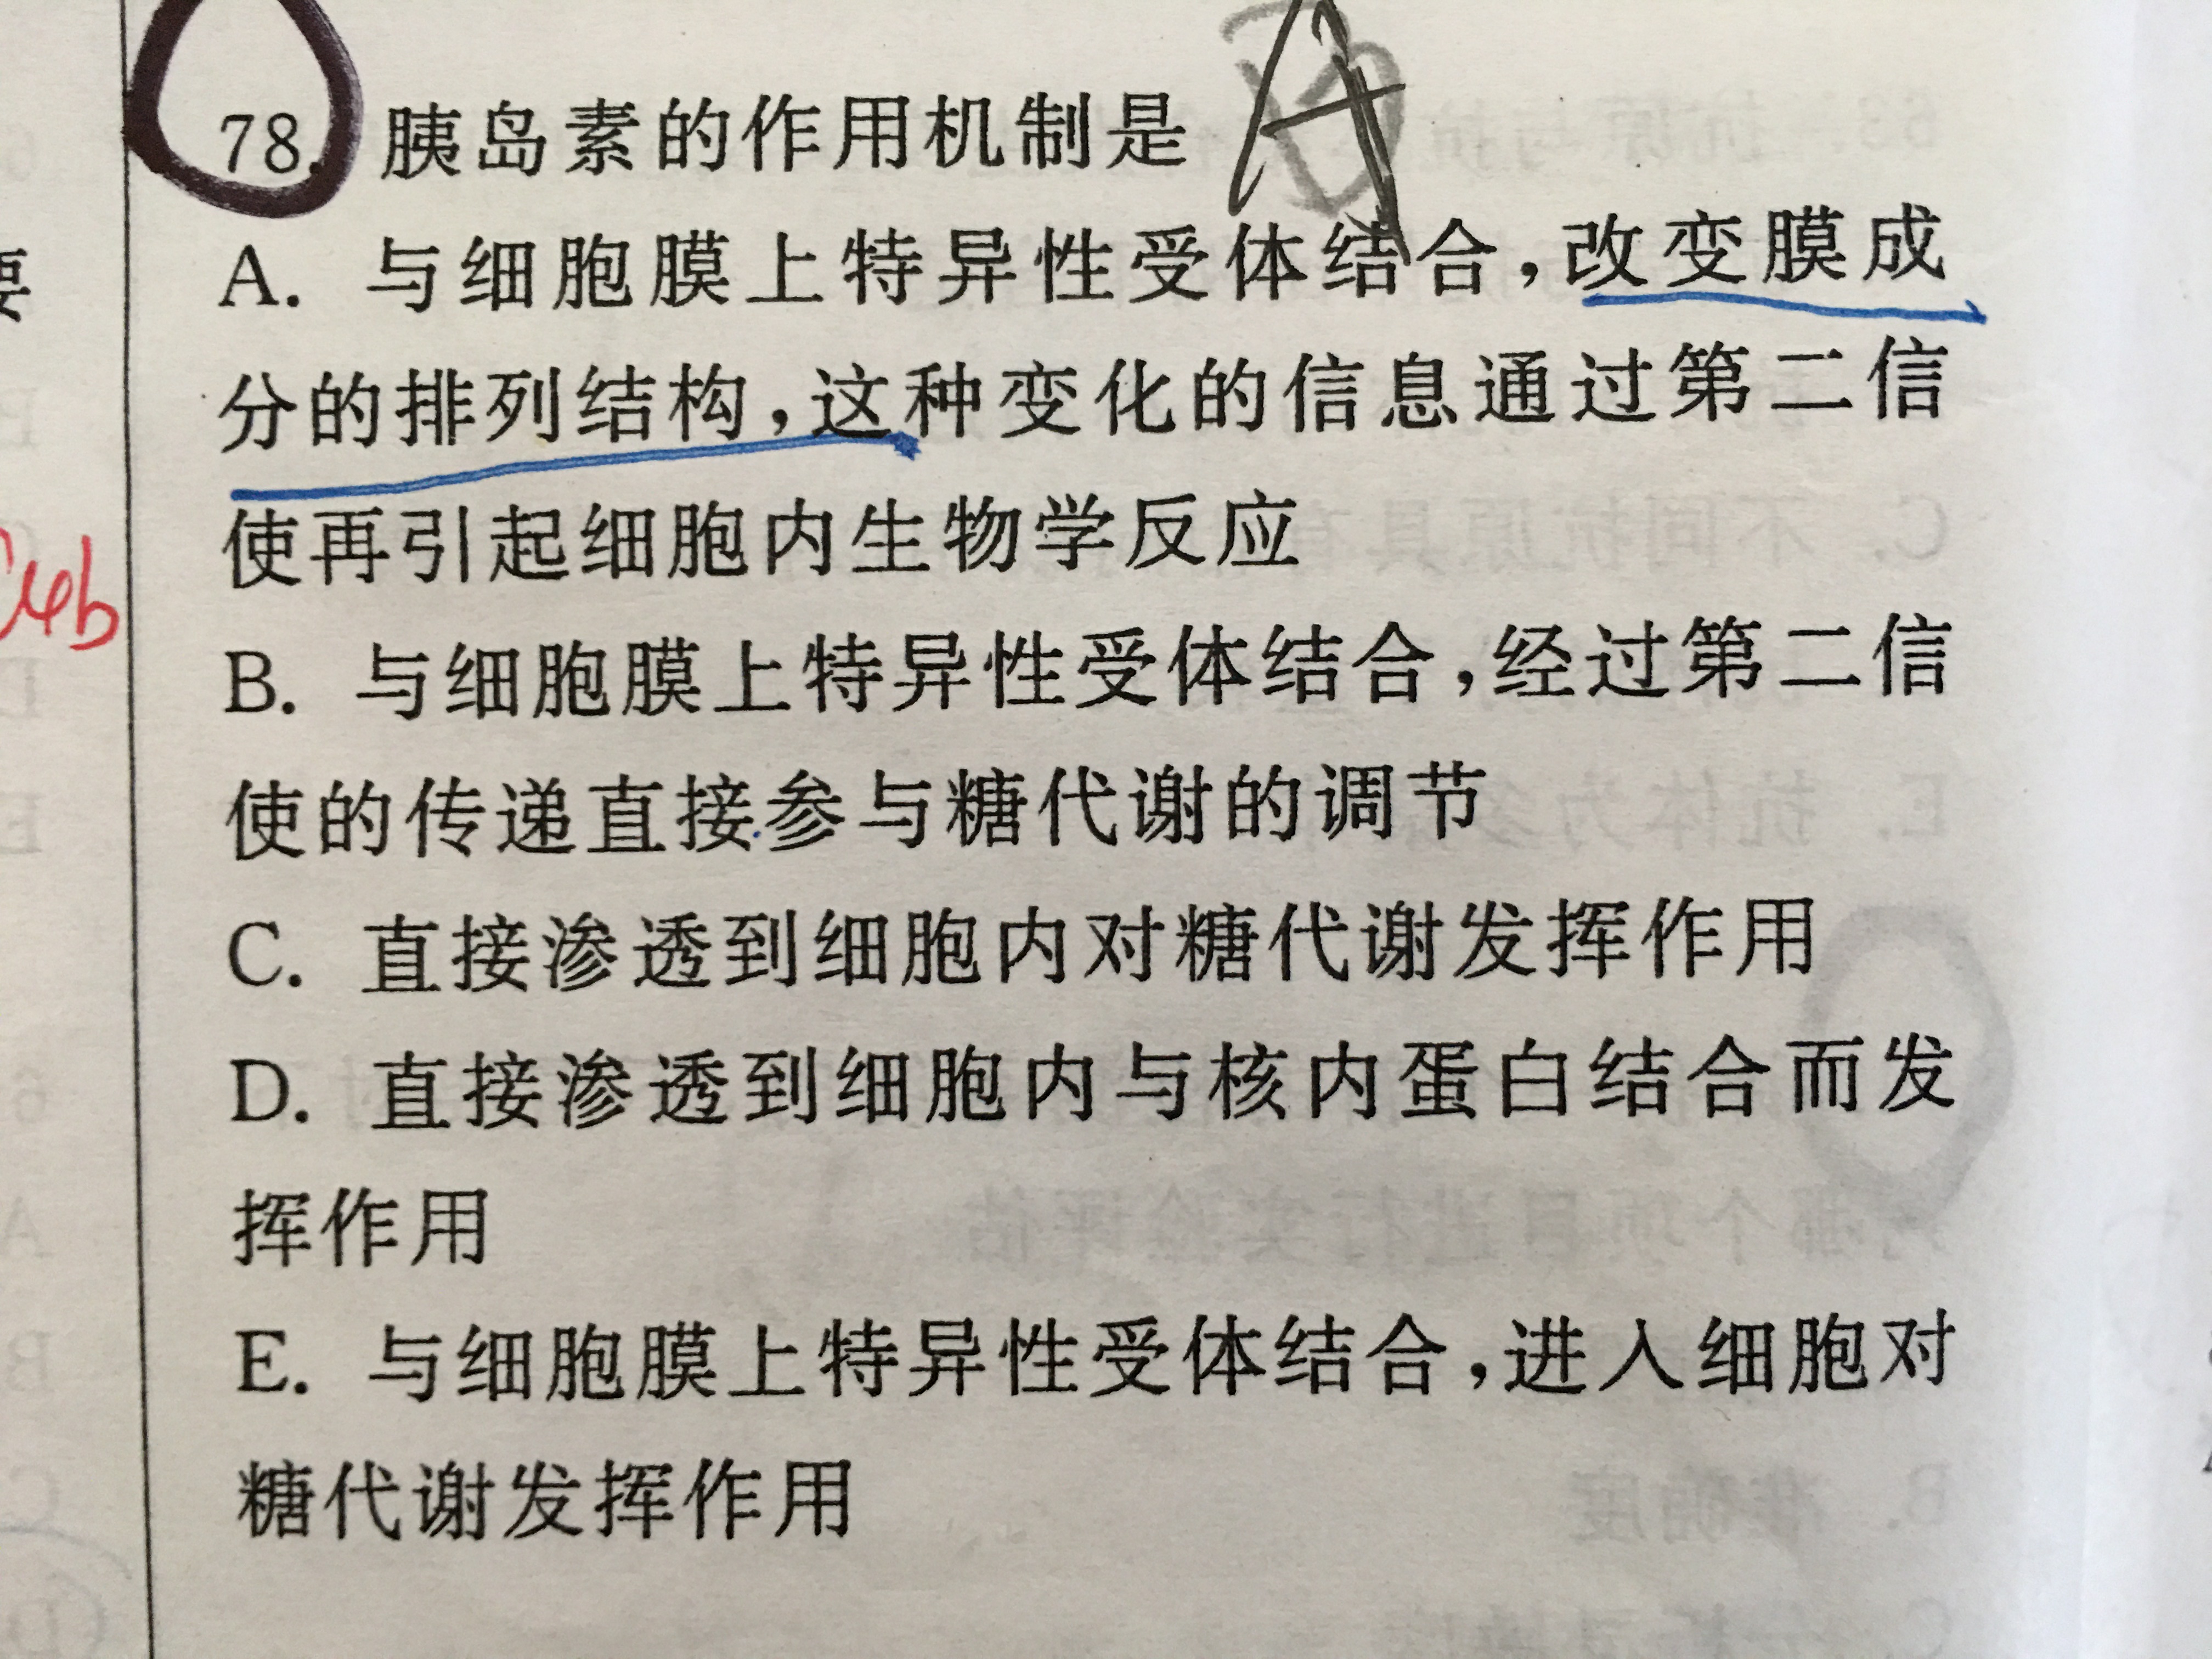 78. 胰岛素的作用机制是
A. 与细胞膜上特异性受体结合,改变膜成
分的排列结构,这种变化的信息通过第二信
使再引起细胞内生物学反应
B. 与细胞膜上特异性受体结合,经过第二信
使的传递直接参与糖代谢的调节
C. 直接渗透到细胞内对糖代谢发挥作用
D. 直接渗透到细胞内与核内蛋白结合而发
挥作用
E. 与细胞膜上特异性受体结合,进入细胞对
糖代谢发挥作用